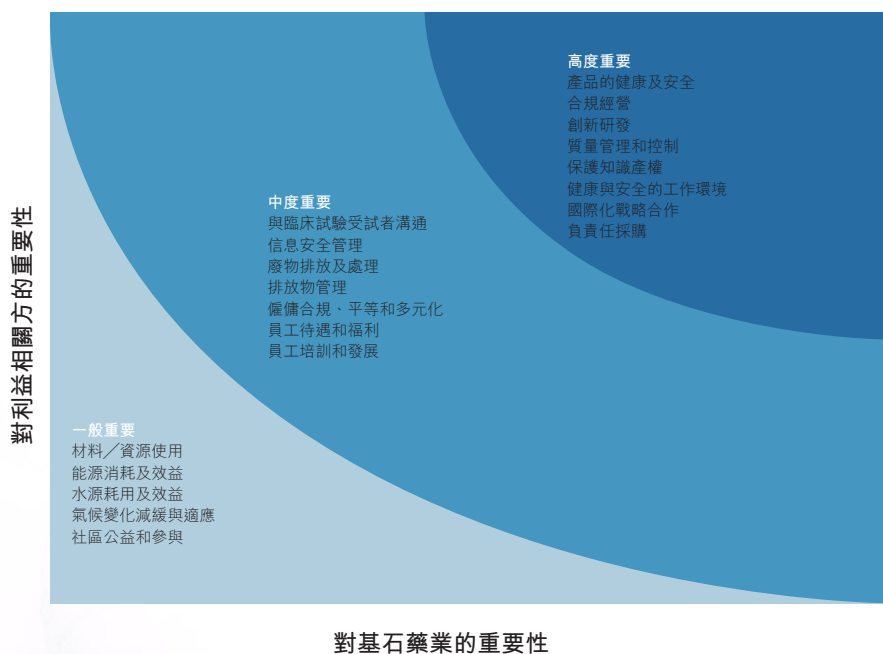 高度重要
產品的健康及安全
合規經營
創新研發
質量管理和控制
保護知識產權
健康與安全的工作環境
國際化戰略合作
負責任採購
中度重要
與臨床試驗受試者溝通
信息安全管理
廢物排放及處理
排放物管理
僱傭合規、平等和多元化
員工待遇和福利
員工培訓和發展
一般重要
材料／資源使用
能源消耗及效益
水源耗用及效益
氣候變化減緩與適應
社區公益和參與
對利益相關方的重要性
對基石藥業的重要性